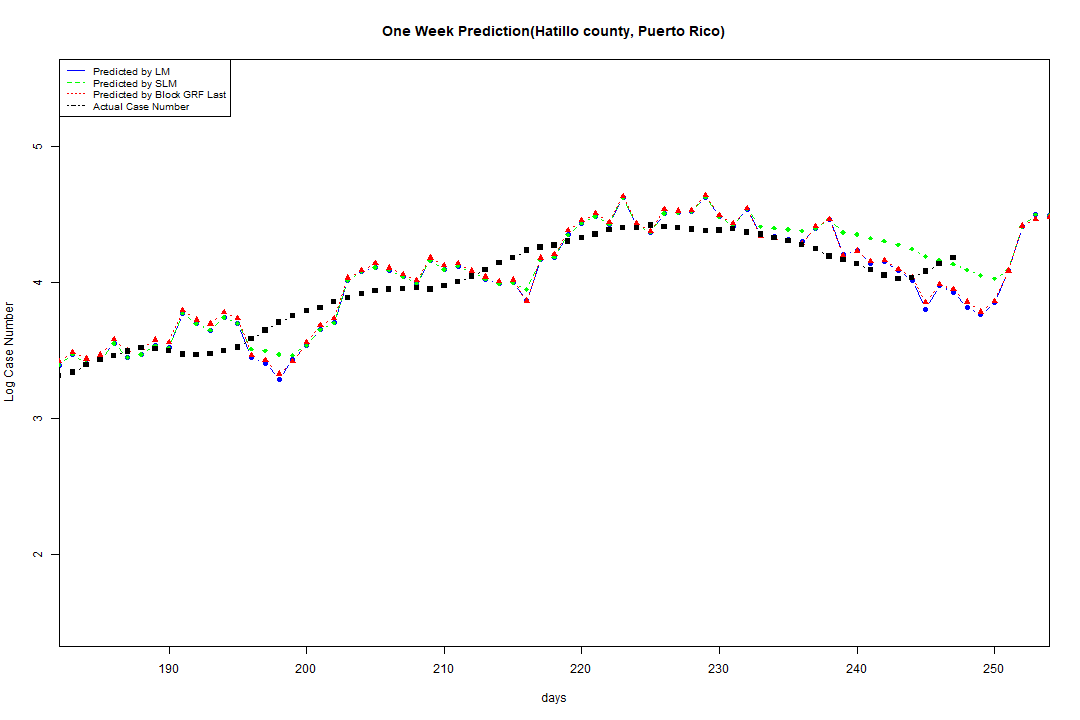 One Week Prediction(Hatillo county, Puerto Rico)
Predicted by LM
Predicted by SLM
Predicted by Block GRF Last
Actual Case Number
5
4
3
2
Log Case Number
190 200 210 220 230 240 250
days